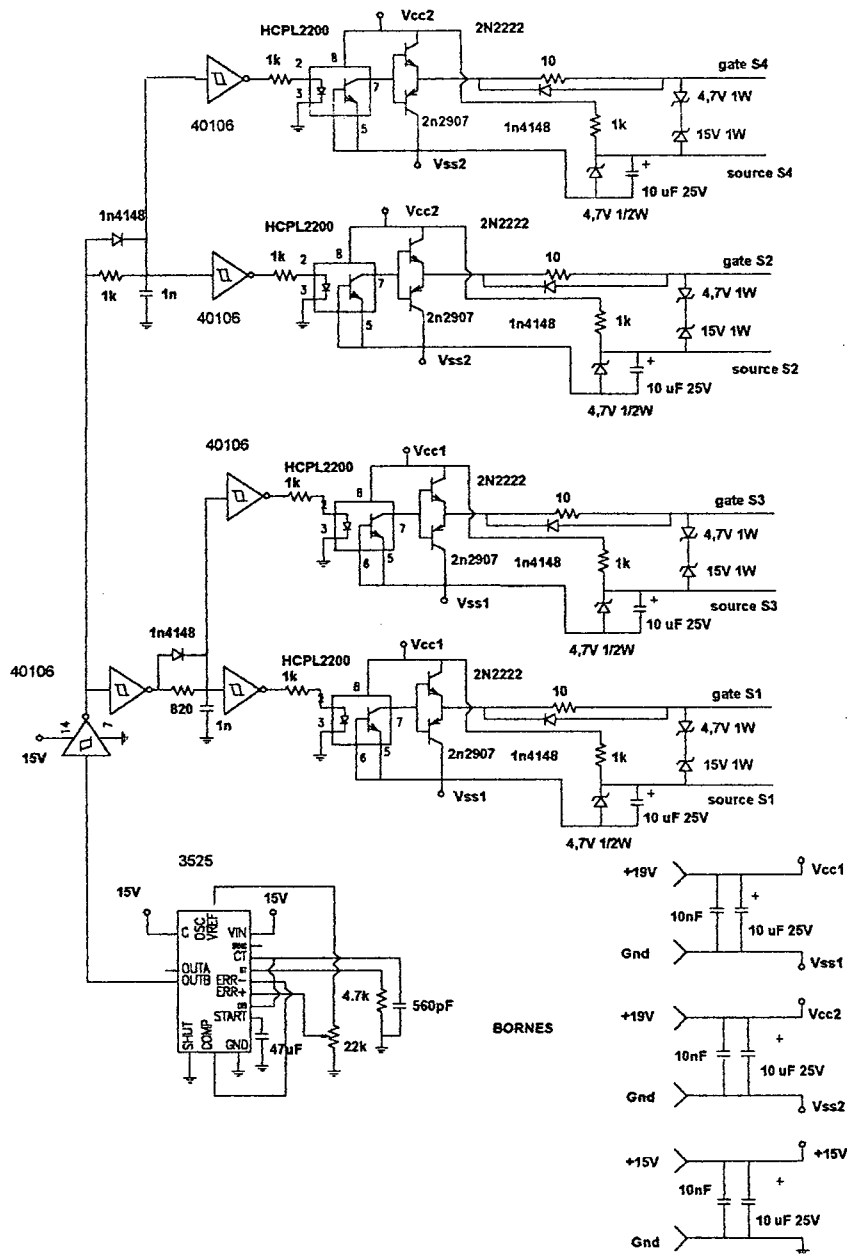 Vcc2
HCPL2200
2N2222
1k
2
8
3
7
5
10
gate S4
4,7V 1W
15V 1W
40106
2n2907
1n4148
1k
Vss2
+
10 uF 25V
source S4
4,7V 1/2W
1n4148
1k
1n
Vcc2
HCPL2200
2N2222
1k
2
8
3
7
5
10
gate S2
4,7V 1W
15V 1W
40106
2n2907
1n4148
1k
Vss2
+
10 uF 25V
source S2
4,7V 1/2W
40106
Vcc1
HCPL2200
2N2222
1k
8
3
7
6
5
10
gate S3
4,7V 1W
15V 1W
2n2907
1n4148
1k
Vss1
+
10 uF 25V
source S3
4,7V 1/2W
1n4148
820
1n
40106
14
7
15V
Vcc1
HCPL2200
2N2222
1k
8
3
7
6
5
10
gate S1
4,7V 1W
15V 1W
2n2907
1n4148
1k
Vss1
+
10 uF 25V
source S1
4,7V 1/2W
3525
15V
15V
C
OSC
VREF
VIN
CT
OUTA
OUTB
ERR-
ERR+
START
SHUT
COMP
GND
47uF
4.7k
560pF
22k
BORNES
+19V
Vcc1
10nF
+
10 uF 25V
Gnd
Vss1
+19V
Vcc2
10nF
+
10 uF 25V
Gnd
Vss2
+15V
+15V
10nF
+
10 uF 25V
Gnd